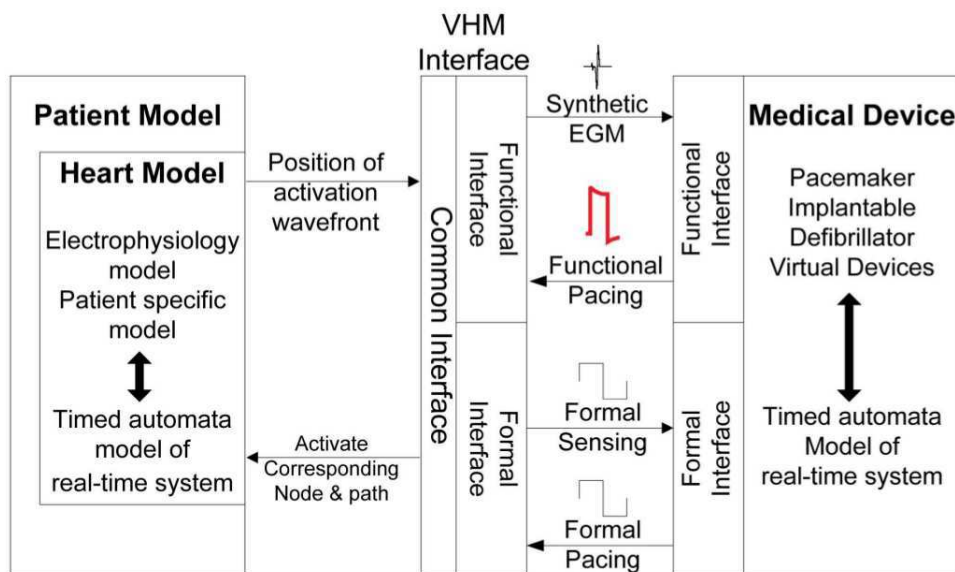 VHM
Interface
Patient Model
Heart Model
Electrophysiology
model
Patient specific
model
Timed automata
model of
real-time system
Position of
activation
wavefront
Activate
Corresponding
Node & path
Common Interface
Functional
Interface
Formal
Interface
Synthetic
EGM
Functional
Pacing
Formal
Sensing
Formal
Pacing
Functional
Interface
Formal
Interface
Medical Device
Pacemaker
Implantable
Defibrillator
Virtual Devices
Timed automata
Model of
real-time system